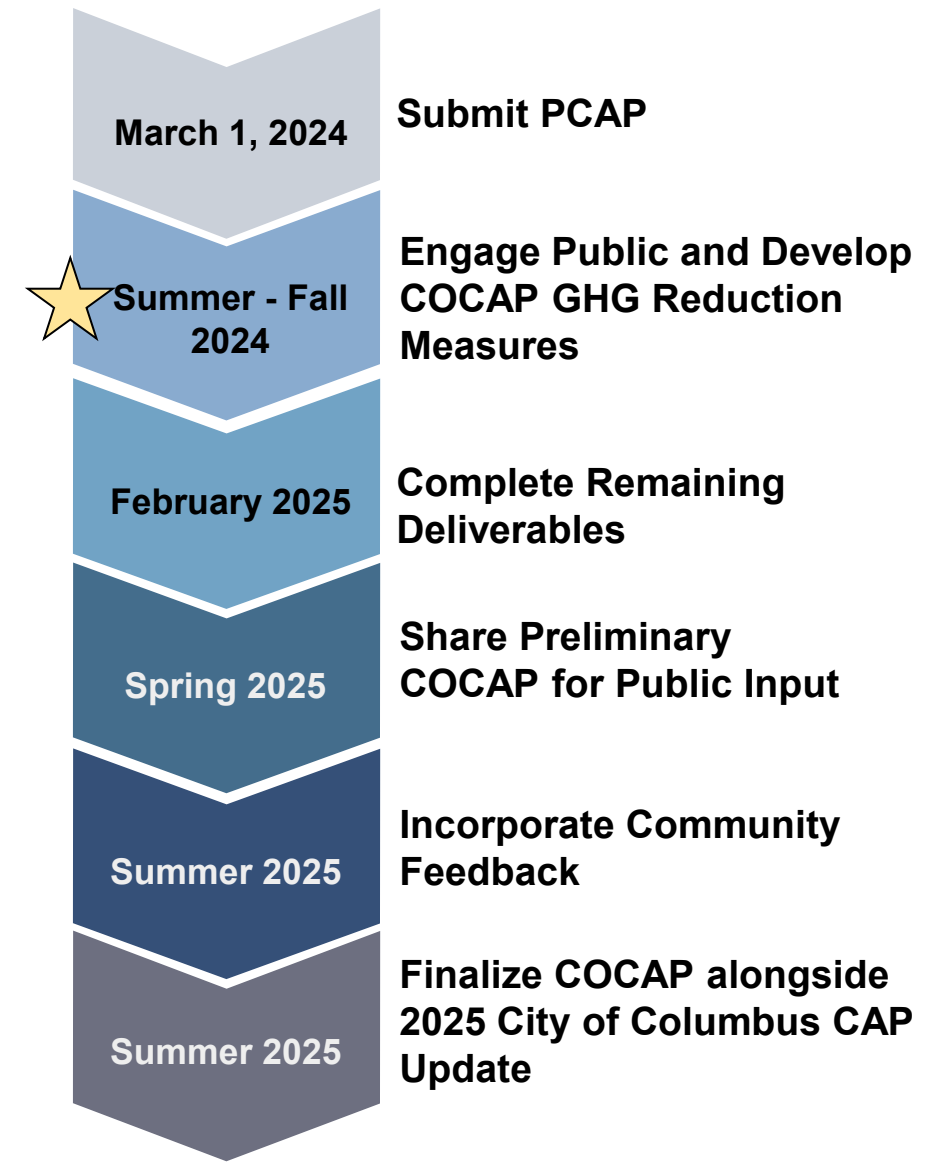 March 1, 2024
Submit PCAP
Summer - Fall
2024
Engage Public and Develop
COCAP GHG Reduction
Measures
February 2025
Complete Remaining
Deliverables
Spring 2025
Share Preliminary
COCAP for Public Input
Summer 2025
Incorporate Community
Feedback
Summer 2025
Finalize COCAP alongside
2025 City of Columbus CAP
Update